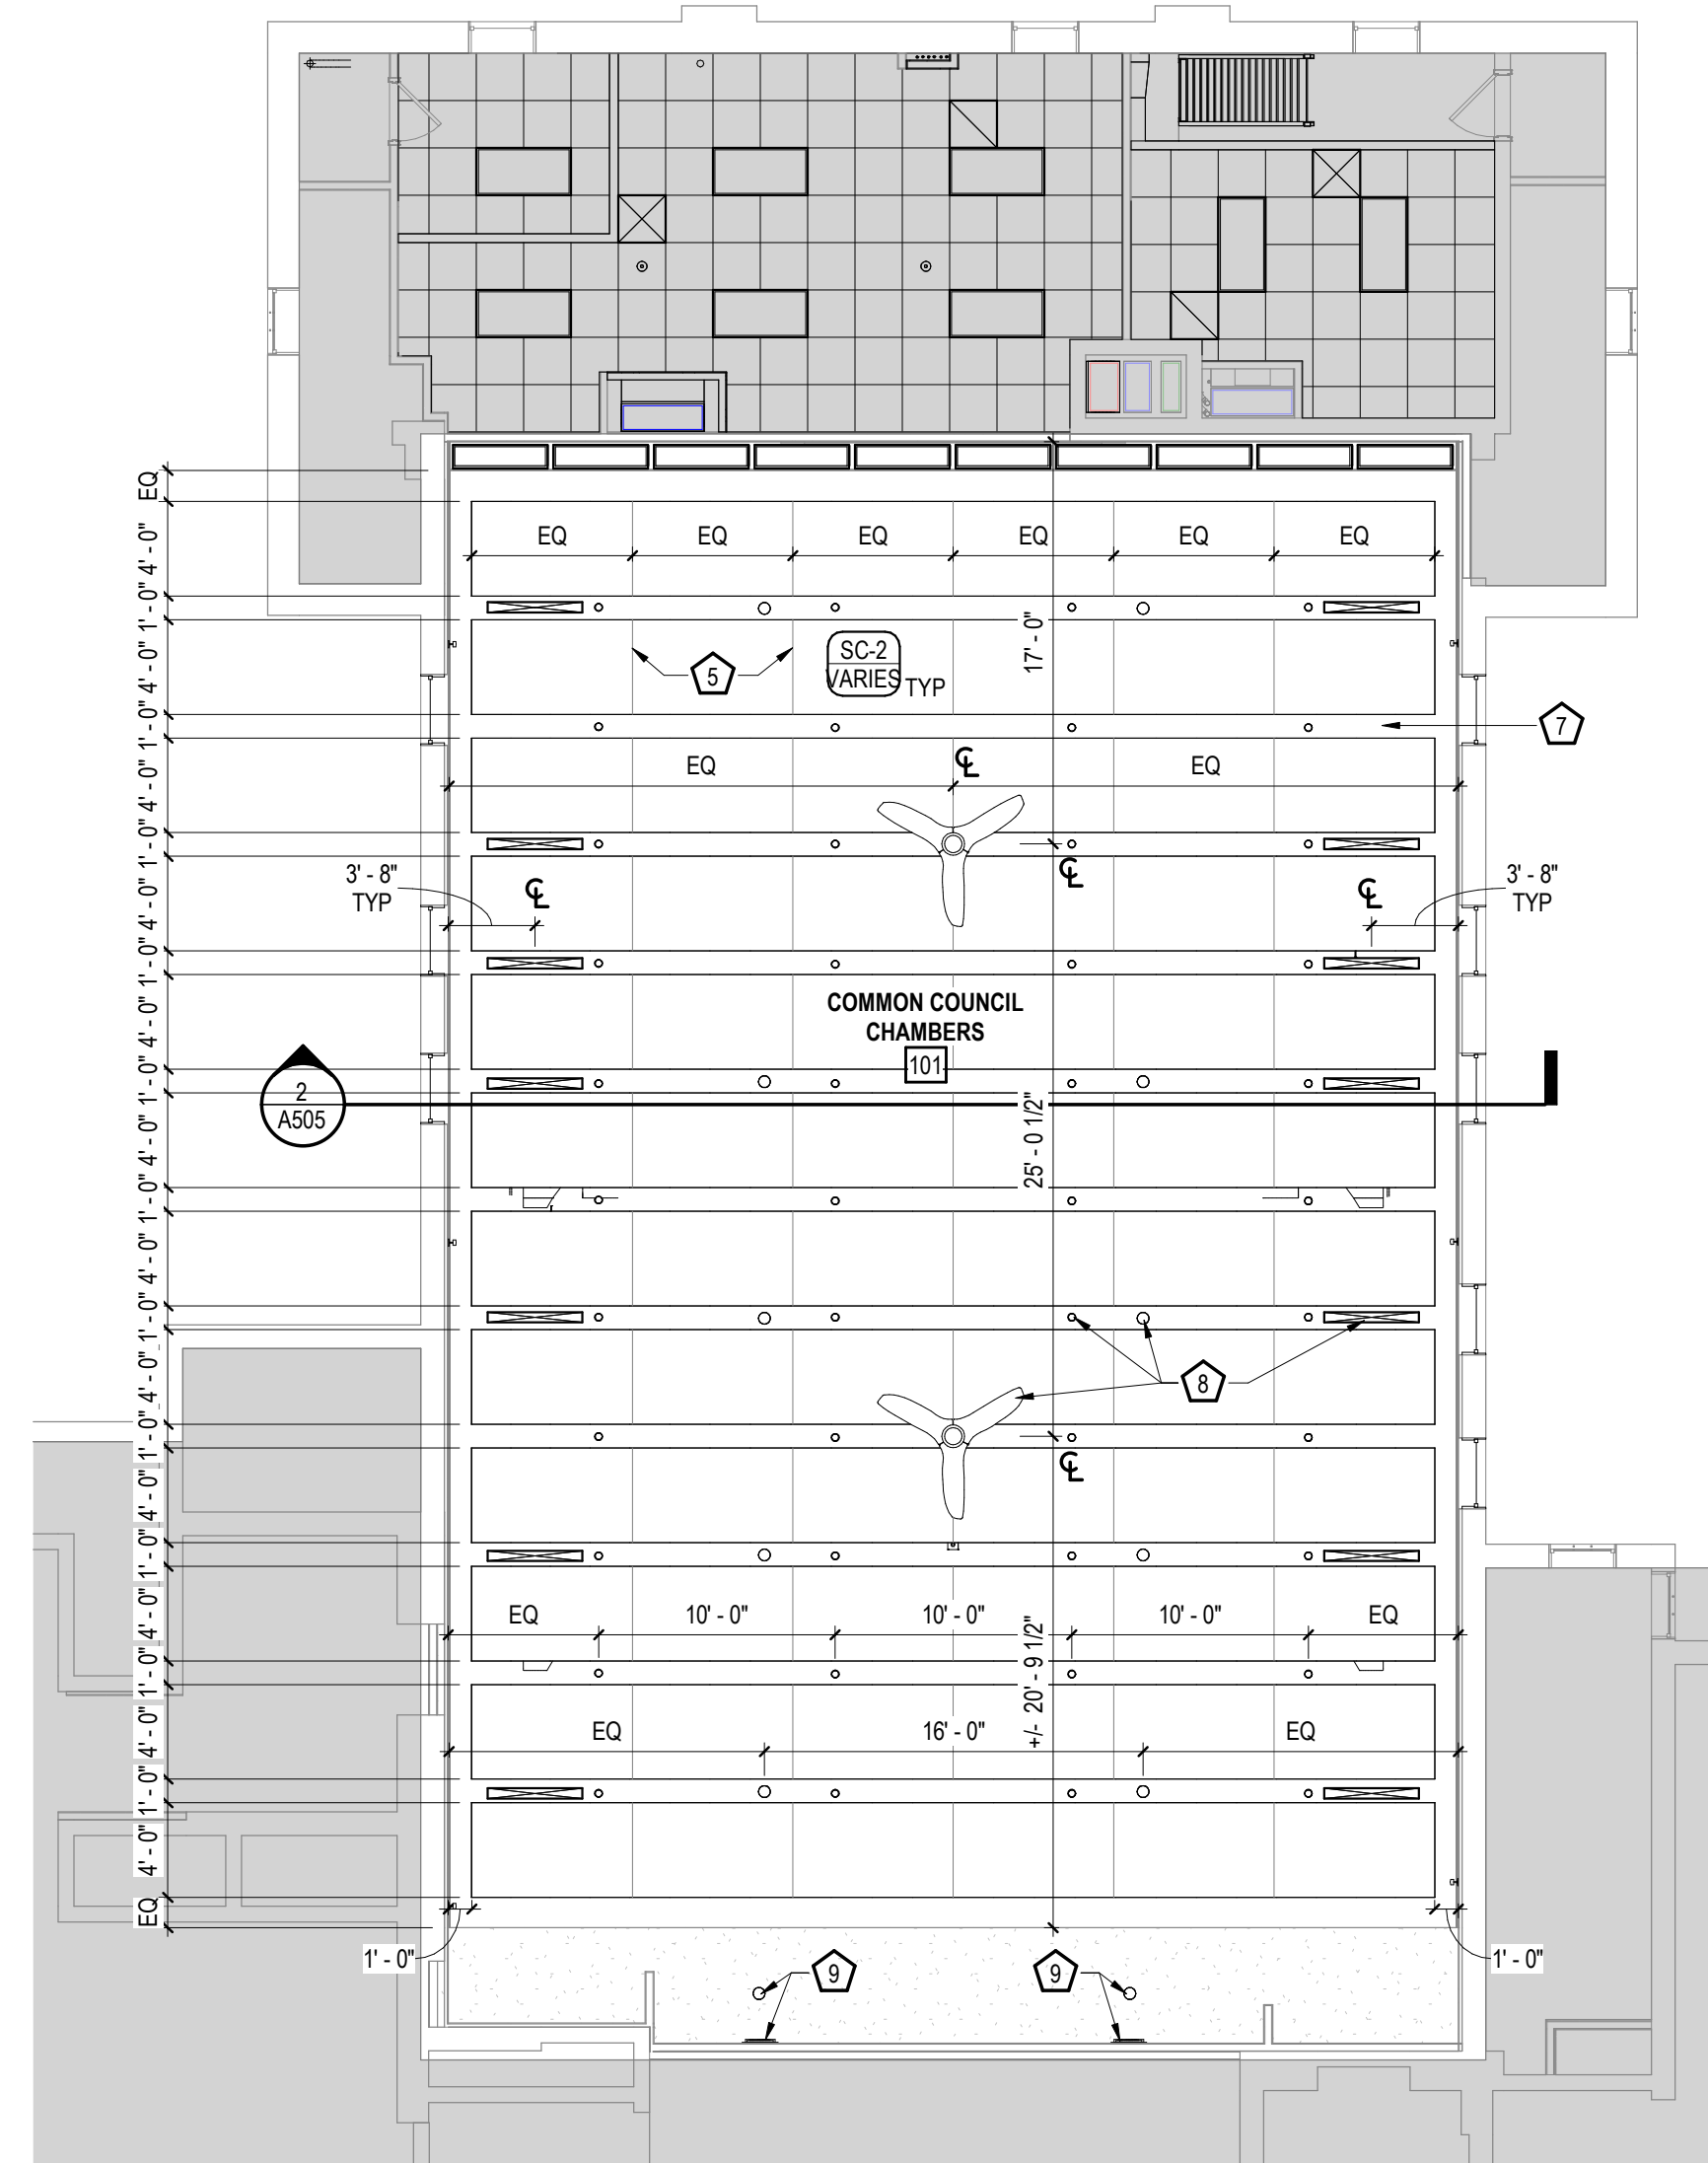 EQ
4' - 0"
1' - 0"
4' - 0"
1' - 0"
4' - 0"
1' - 0"
4' - 0"
1' - 0"
4' - 0"
1' - 0"
4' - 0"
1' - 0"
4' - 0"
1' - 0"
4' - 0"
1' - 0"
4' - 0"
1' - 0"
4' - 0"
1' - 0"
4' - 0"
1' - 0"
4' - 0"
EQ
EQ EQ EQ EQ EQ EQ
17' - 0"
5
SC-2
VARIES TYP
7
EQ ℄ EQ
3' - 8"
TYP
℄
℄
℄
3' - 8"
TYP
COMMON COUNCIL
CHAMBERS
101
2
A505
25' - 0 1/2"
8
℄
EQ 10' - 0" 10' - 0" 10' - 0" EQ
+/- 20' - 9 1/2"
EQ 16' - 0" EQ
1' - 0"
9
9
1' - 0"